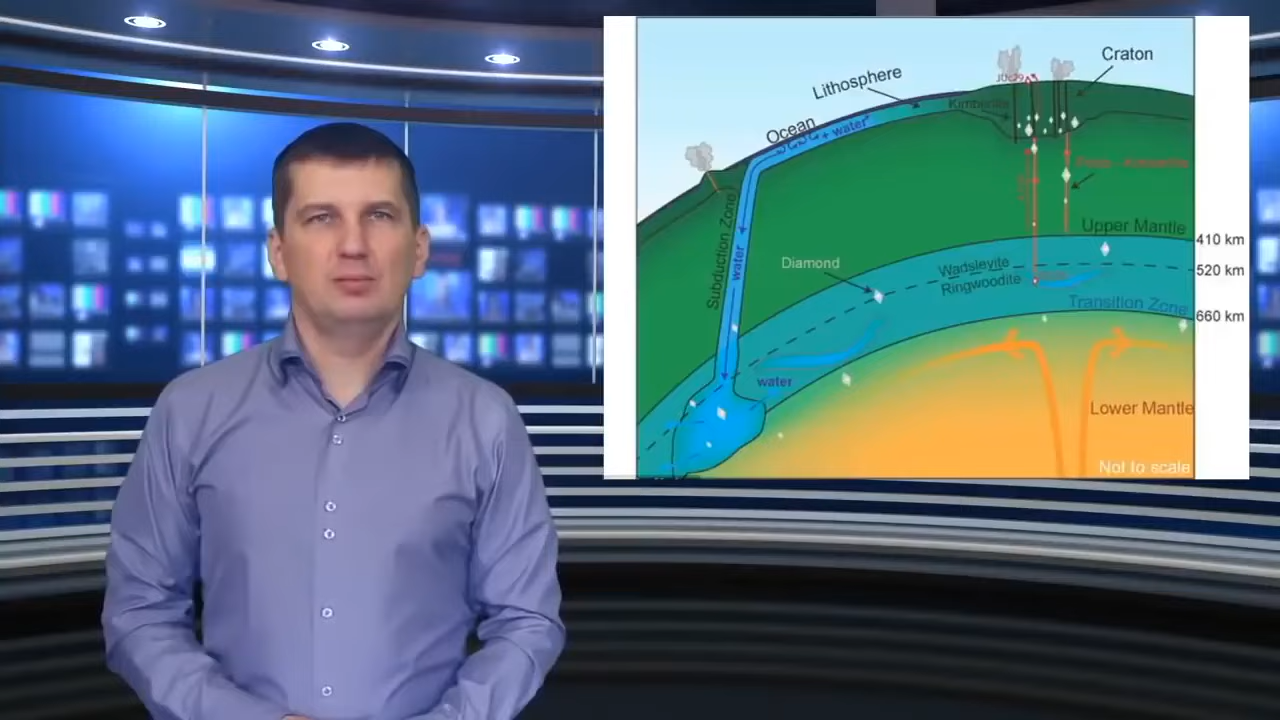 Craton
Lithosphere
JUc29
Kimberlite
Ocean
+ water
Subduction Zone
water
Upper Mantle
410 km
Diamond
Wadsleyite
Ringwoodite
520 km
Transition Zone
660 km
water
Lower Mantle
Not to scale